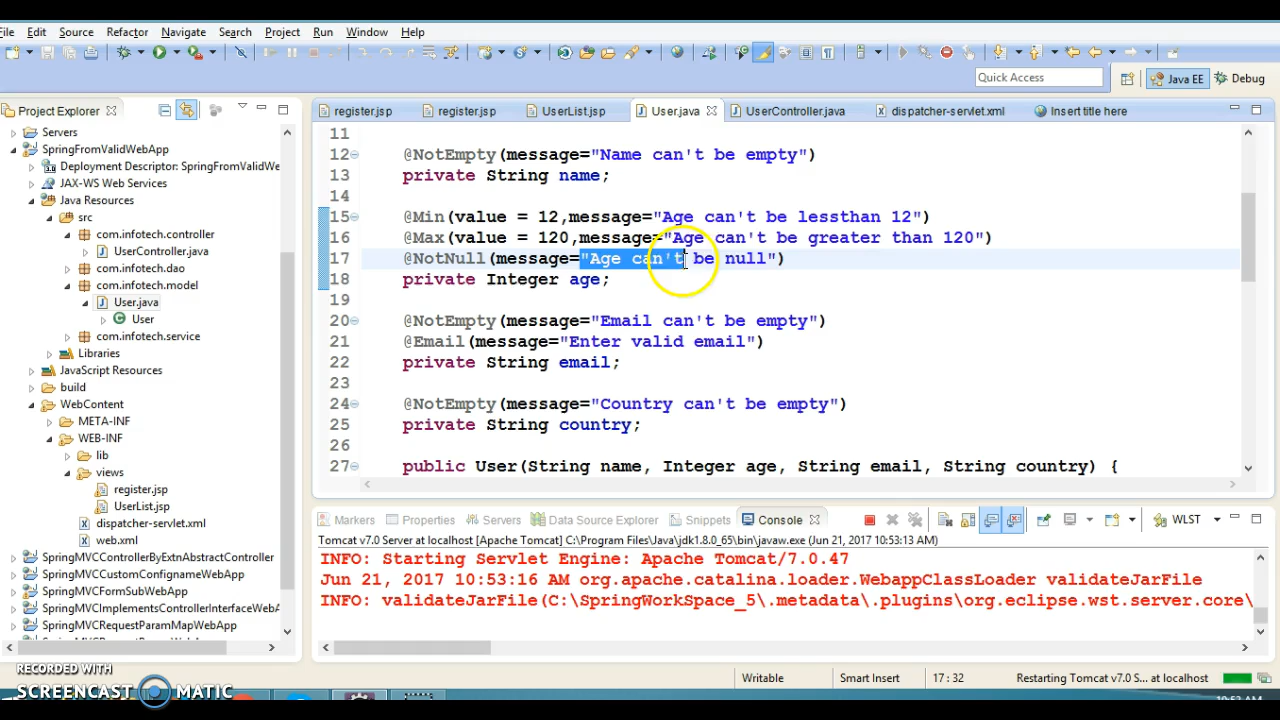 File Edit Source Refactor Navigate Search Project Run Window Help
Quick Access
Java EE
Debug
Project Explorer
register.jsp
register.jsp
UserList.jsp
User.java
UserController.java
dispatcher-servlet.xml
Insert title here
Servers
SpringFromValidWebApp
Deployment Descriptor: SpringFromValidWe
JAX-WS Web Services
Java Resources
src
com.infotech.controller
UserController.java
com.infotech.dao
com.infotech.model
User.java
User
com.infotech.service
Libraries
JavaScript Resources
build
WebContent
META-INF
WEB-INF
lib
views
register.jsp
UserList.jsp
dispatcher-servlet.xml
web.xml
SpringMVCControllerByExtnAbstractController
SpringMVCCustomConfignameWebApp
SpringMVCFormSubWebApp
SpringMVCImplementsControllerInterfaceWebA
SpringMVCRequestParamMapWebApp
11
12 @NotEmpty(message="Name can't be empty")
13 private String name;
14
15 @Min(value = 12,message="Age can't be lessthan 12")
16 @Max(value = 120,message="Age can't be greater than 120")
17 @NotNull(message="Age can't be null")
18 private Integer age;
19
20 @NotEmpty(message="Email can't be empty")
21 @Email(message="Enter valid email")
22 private String email;
23
24 @NotEmpty(message="Country can't be empty")
25 private String country;
26
27 public User(String name, Integer age, String email, String country) {
Markers
Properties
Servers
Data Source Explorer
Snippets
Console
WLST
Tomcat v7.0 Server at localhost [Apache Tomcat] C:\Program Files\Java\jdk1.8.0_65\bin\javaw.exe (Jun 21, 2017 10:53:13 AM)
INFO: Starting Servlet Engine: Apache Tomcat/7.0.47
Jun 21, 2017 10:53:16 AM org.apache.catalina.loader.WebappClassLoader validateJarFile
INFO: validateJarFile(C:\SpringWorkSpace_5\.metadata\.plugins\org.eclipse.wst.server.core\
Writable
Smart Insert
17 : 32
Restarting Tomcat v7.0 S... at localhost
RECORDED WITH
SCREENCAST MATIC